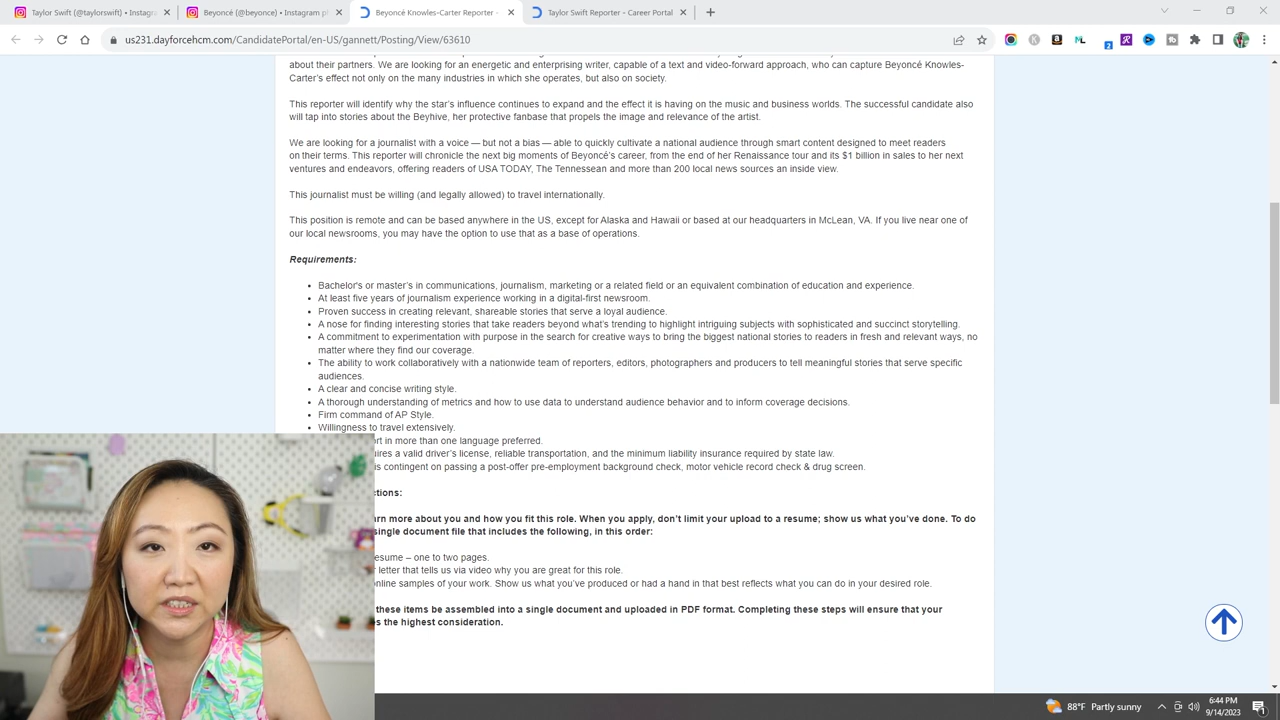 Taylor Swift (@taylorswift) • Instagr
Beyoncé (@beyonce) • Instagram p
Beyoncé Knowles-Carter Reporter -
Taylor Swift Reporter - Career Portal
us231.dayforcehcm.com/CandidatePortal/en-US/gannett/Posting/View/63610
about their partners. We are looking for an energetic and enterprising writer, capable of a text and video-forward approach, who can capture Beyoncé Knowles-
Carter's effect not only on the many industries in which she operates, but also on society.
This reporter will identify why the star's influence continues to expand and the effect it is having on the music and business worlds. The successful candidate also
will tap into stories about the Beyhive, her protective fanbase that propels the image and relevance of the artist.
We are looking for a journalist with a voice — but not a bias — able to quickly cultivate a national audience through smart content designed to meet readers
on their terms. This reporter will chronicle the next big moments of Beyoncé's career, from the end of her Renaissance tour and its $1 billion in sales to her next
ventures and endeavors, offering readers of USA TODAY, The Tennessean and more than 200 local news sources an inside view.
This journalist must be willing (and legally allowed) to travel internationally.
This position is remote and can be based anywhere in the US, except for Alaska and Hawaii or based at our headquarters in McLean, VA. If you live near one of
our local newsrooms, you may have the option to use that as a base of operations.
Requirements:
• Bachelor's or master's in communications, journalism, marketing or a related field or an equivalent combination of education and experience.
• At least five years of journalism experience working in a digital-first newsroom.
• Proven success in creating relevant, shareable stories that serve a loyal audience.
• A nose for finding interesting stories that take readers beyond what's trending to highlight intriguing subjects with sophisticated and succinct storytelling.
• A commitment to experimentation with purpose in the search for creative ways to bring the biggest national stories to readers in fresh and relevant ways, no
matter where they find our coverage.
• The ability to work collaboratively with a nationwide team of reporters, editors, photographers and producers to tell meaningful stories that serve specific
audiences.
• A clear and concise writing style.
• A thorough understanding of metrics and how to use data to understand audience behavior and to inform coverage decisions.
• Firm command of AP Style.
• Willingness to travel extensively.
rt in more than one language preferred.
uires a valid driver's license, reliable transportation, and the minimum liability insurance required by state law.
is contingent on passing a post-offer pre-employment background check, motor vehicle record check & drug screen.
ctions:
arn more about you and how you fit this role. When you apply, don't limit your upload to a resume; show us what you've done. To do
single document file that includes the following, in this order:
esume – one to two pages.
letter that tells us via video why you are great for this role.
online samples of your work. Show us what you've produced or had a hand in that best reflects what you can do in your desired role.
these items be assembled into a single document and uploaded in PDF format. Completing these steps will ensure that your
s the highest consideration.
88°F Partly sunny
6:44 PM
9/14/2023